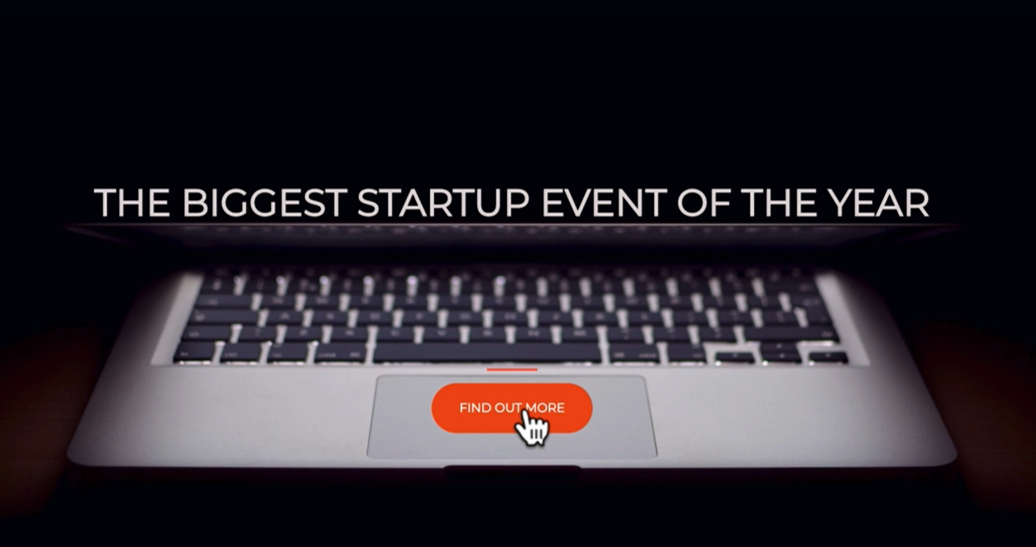 THE BIGGEST STARTUP EVENT OF THE YEAR
FIND OUT MORE